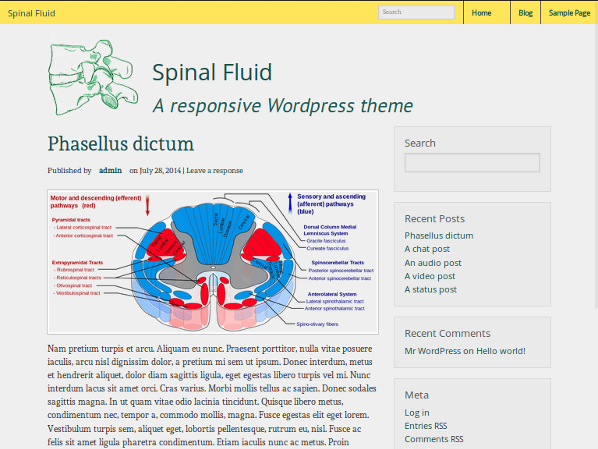 Spinal Fluid
Search
Home
Blog
Sample Page
Spinal Fluid
A responsive Wordpress theme
Phasellus dictum
Published by admin on July 28, 2014 | Leave a response
Motor and descending (efferent)
pathways (red)
Pyramidal tracts
- Lateral corticospinal tract
- Anterior corticospinal tract
Extrapyramidal Tracts
- Rubrospinal tract
- Reticulospinal tract
- Olivospinal tract
- Vestibulospinal tract
Sensory and ascending
(afferent) pathways
(blue)
Dorsal Column Medial
Lemniscus System
Gracile fasciculus
Cuneate fasciculus
Spinocerebellar Tracts
Posterior spinocerebellar tract
Anterior spinocerebellar tract
Anterolateral System
Lateral spinothalamic tract
Anterior spinothalamic tract
Spino-olivary fibers
Nam pretium turpis et arcu. Aliquam eu nunc. Praesent porttitor, nulla vitae posuere
iaculis, arcu nisl dignissim dolor, a pretium mi sem ut ipsum. Donec interdum, metus
et hendrerit aliquet, dolor diam sagittis ligula, eget egestas libero turpis vel mi. Nunc
interdum lacus sit amet orci. Cras varius. Morbi mollis tellus ac sapien. Donec sodales
sagittis magna. In ut quam vitae odio lacinia tincidunt. Quisque libero metus,
condimentum nec, tempor a, commodo mollis, magna. Fusce egestas elit eget lorem.
Vestibulum turpis sem, aliquet eget, lobortis pellentesque, rutrum eu, nisl. Fusce ac
felis sit amet ligula pharetra condimentum. Etiam iaculis nunc ac metus. Proin
Search
Recent Posts
Phasellus dictum
A chat post
An audio post
A video post
A status post
Recent Comments
Mr WordPress on Hello world!
Meta
Log in
Entries RSS
Comments RSS